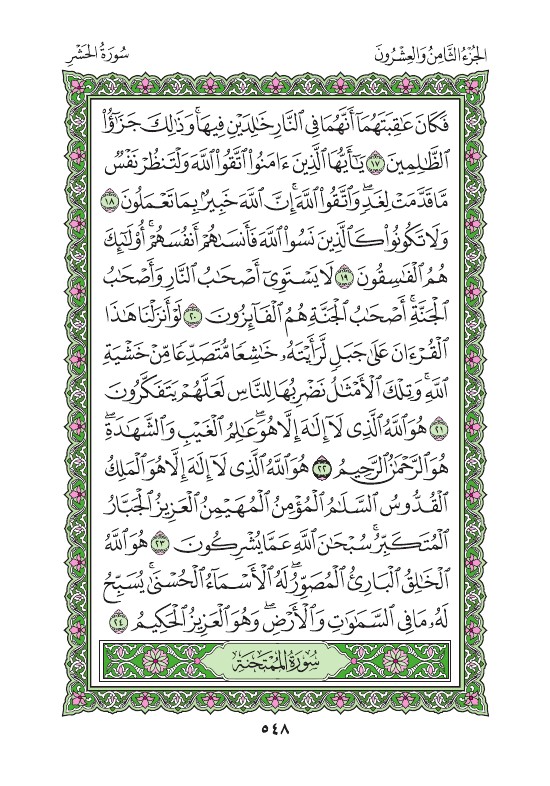 الجُزْءُ الثَّامِنُ وَالعِشْرُونَ
سُورَةُ الحَشْرِ
فَكَانَ عَٰقِبَتَهُمَآ أَنَّهُمَا فِي ٱلنَّارِ خَٰلِدَيْنِ فِيهَاۚ وَذَٰلِكَ جَزَٰٓؤُاْ
ٱلظَّٰلِمِينَ ١٧ يَٰٓأَيُّهَا ٱلَّذِينَ ءَامَنُواْ ٱتَّقُواْ ٱللَّهَ وَلْتَنظُرْ نَفْسٌ
مَّا قَدَّمَتْ لِغَدٍۖ وَٱتَّقُواْ ٱللَّهَۚ إِنَّ ٱللَّهَ خَبِيرُۢ بِمَا تَعْمَلُونَ ١٨
وَلَا تَكُونُواْ كَٱلَّذِينَ نَسُواْ ٱللَّهَ فَأَنسَىٰهُمْ أَنفُسَهُمْۚ أُوْلَٰٓئِكَ
هُمُ ٱلْفَٰسِقُونَ ١٩ لَا يَسْتَوِيٓ أَصْحَٰبُ ٱلنَّارِ وَأَصْحَٰبُ
ٱلْجَنَّةِۚ أَصْحَٰبُ ٱلْجَنَّةِ هُمُ ٱلْفَآئِزُونَ ٢٠ لَوْ أَنزَلْنَا هَٰذَا
ٱلْقُرْءَانَ عَلَىٰ جَبَلٍ لَّرَأَيْتَهُۥ خَٰشِعًا مُّتَصَدِّعًا مِّنْ خَشْيَةِ
ٱللَّهِۚ وَتِلْكَ ٱلْأَمْثَٰلُ نَضْرِبُهَا لِلنَّاسِ لَعَلَّهُمْ يَتَفَكَّرُونَ
٢١ هُوَ ٱللَّهُ ٱلَّذِي لَآ إِلَٰهَ إِلَّا هُوَۖ عَٰلِمُ ٱلْغَيْبِ وَٱلشَّهَٰدَةِۖ
هُوَ ٱلرَّحْمَٰنُ ٱلرَّحِيمُ ٢٢ هُوَ ٱللَّهُ ٱلَّذِي لَآ إِلَٰهَ إِلَّا هُوَ ٱلْمَلِكُ
ٱلْقُدُّوسُ ٱلسَّلَٰمُ ٱلْمُؤْمِنُ ٱلْمُهَيْمِنُ ٱلْعَزِيزُ ٱلْجَبَّارُ
ٱلْمُتَكَبِّرُۚ سُبْحَٰنَ ٱللَّهِ عَمَّا يُشْرِكُونَ ٢٣ هُوَ ٱللَّهُ
ٱلْخَٰلِقُ ٱلْبَارِئُ ٱلْمُصَوِّرُۖ لَهُ ٱلْأَسْمَآءُ ٱلْحُسْنَىٰۚ يُسَبِّحُ
لَهُۥ مَا فِي ٱلسَّمَٰوَٰتِ وَٱلْأَرْضِۖ وَهُوَ ٱلْعَزِيزُ ٱلْحَكِيمُ ٢٤
سُورَةُ المُمْتَحَنَةِ
٥٤٨